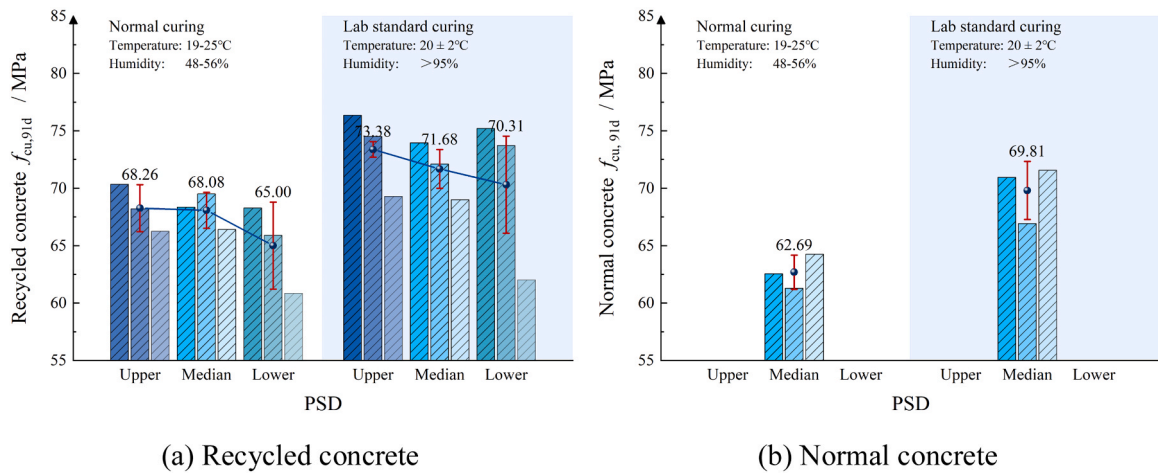 85
80
75
70
65
60
55
Recycled concrete f cu,91d / MPa
Normal curing
Temperature: 19-25℃
Humidity: 48-56%
Lab standard curing
Temperature: 20 ± 2℃
Humidity: ＞95%
68.26
68.08
65.00
73.38
71.68
70.31
Upper Median Lower Upper Median Lower
PSD
(a) Recycled concrete
85
80
75
70
65
60
55
Normal concrete f cu, 91d / MPa
Normal curing
Temperature: 19-25℃
Humidity: 48-56%
Lab standard curing
Temperature: 20 ± 2℃
Humidity: ＞95%
62.69
69.81
Upper Median Lower Upper Median Lower
PSD
(b) Normal concrete